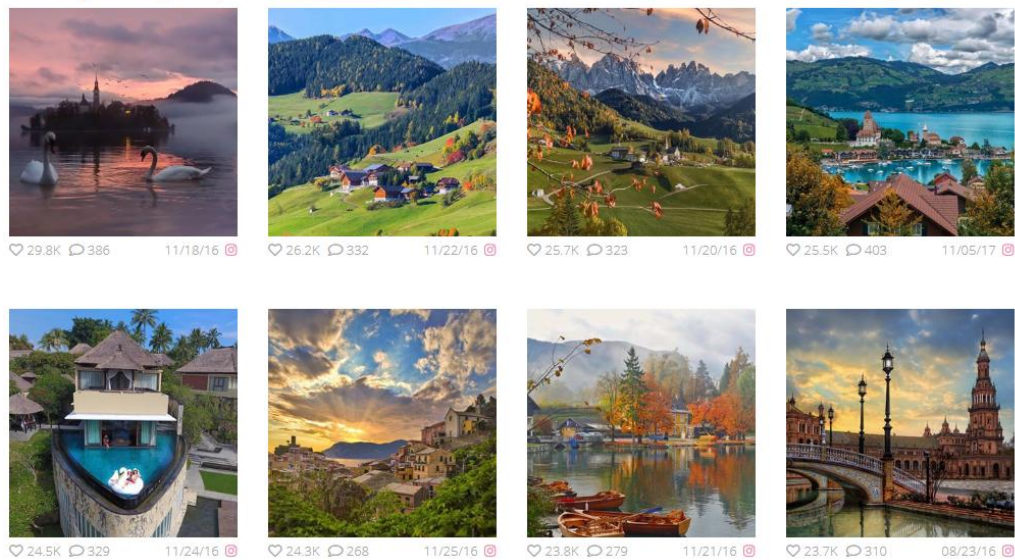 29.8K 386 11/18/16
26.2K 332 11/22/16
25.7K 323 11/20/16
25.5K 403 11/05/17
24.5K 329 11/24/16
24.3K 268 11/25/16
23.8K 279 11/21/16
23.7K 310 08/23/16